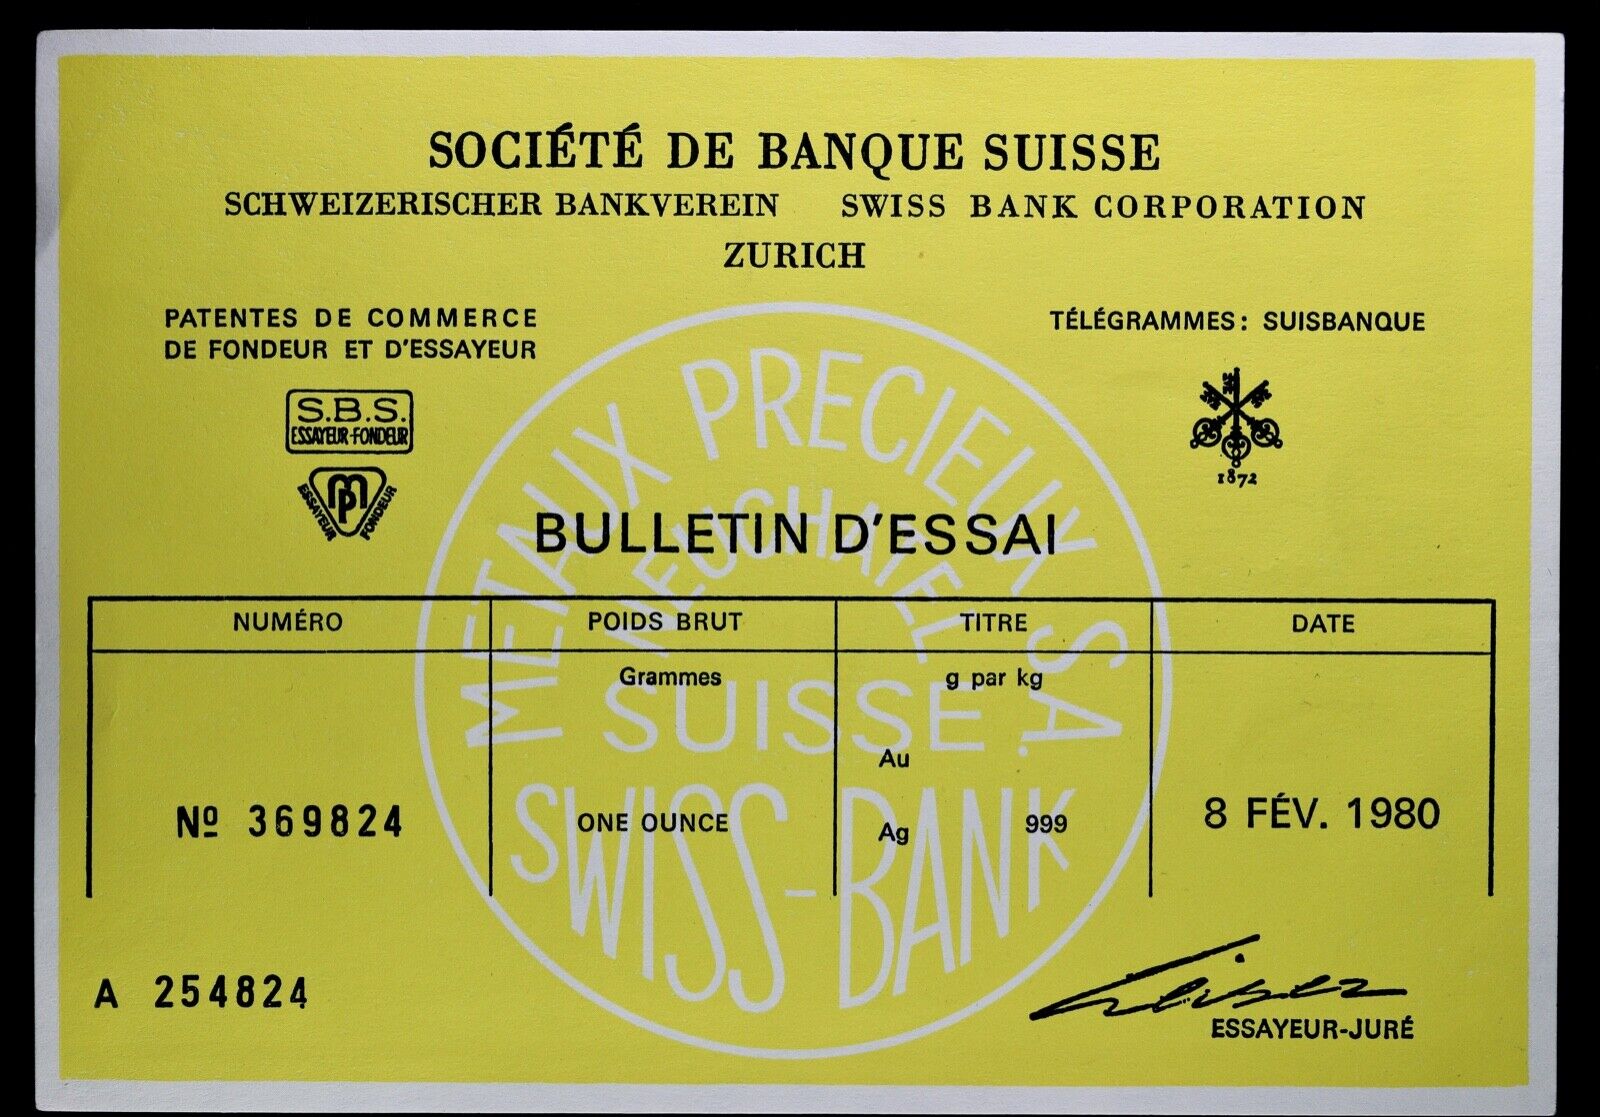 SOCIÉTÉ DE BANQUE SUISSE
SCHWEIZERISCHER BANKVEREIN SWISS BANK CORPORATION
ZURICH
PATENTES DE COMMERCE
DE FONDEUR ET D'ESSAYEUR
TÉLÉGRAMMES: SUISBANQUE
S.B.S.
ESSAYEUR-FONDEUR
MP
ESSAYEUR FONDEUR
1872
METAUX PRECIEUX S.A.
NEUCHATEL
SUISSE
SWISS-BANK
BULLETIN D'ESSAI
NUMÉRO POIDS BRUT TITRE DATE
Grammes g par kg
Au
Nº 369824 ONE OUNCE Ag 999 8 FÉV. 1980
A 254824
ESSAYEUR-JURÉ